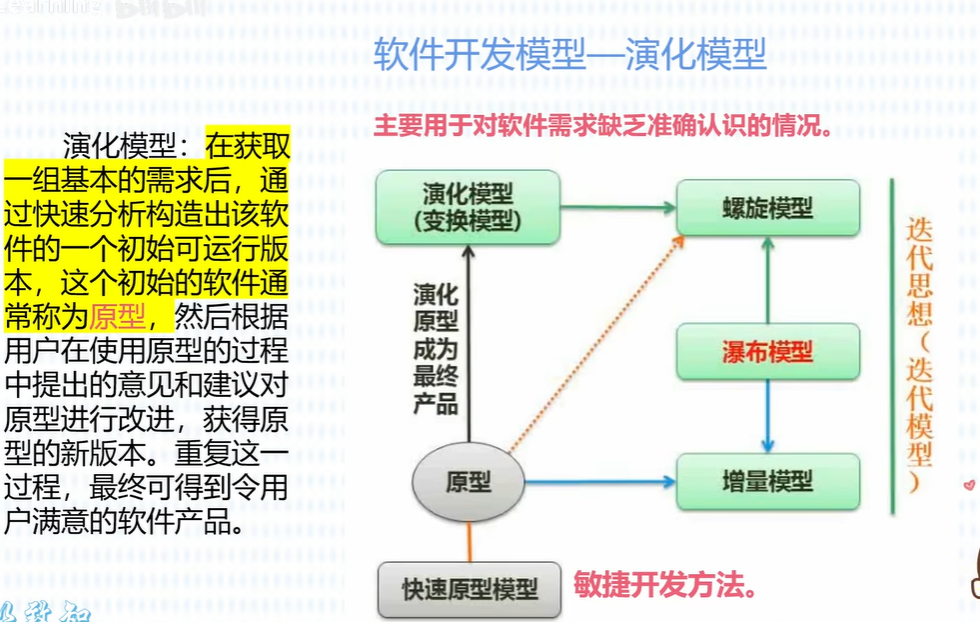 Learning bilibili
软件开发模型—演化模型
主要用于对软件需求缺乏准确认识的情况。
演化模型：在获取
一组基本的需求后，通
过快速分析构造出该软
件的一个初始可运行版
本，这个初始的软件通
常称为原型，然后根据
用户在使用原型的过程
中提出的意见和建议对
原型进行改进，获得原
型的新版本。重复这一
过程，最终可得到令用
户满意的软件产品。
演化模型
(变换模型)
螺旋模型
演化
原型
成为
最终
产品
瀑布模型
原型
增量模型
快速原型模型
敏捷开发方法。
迭代思想（迭代模型）